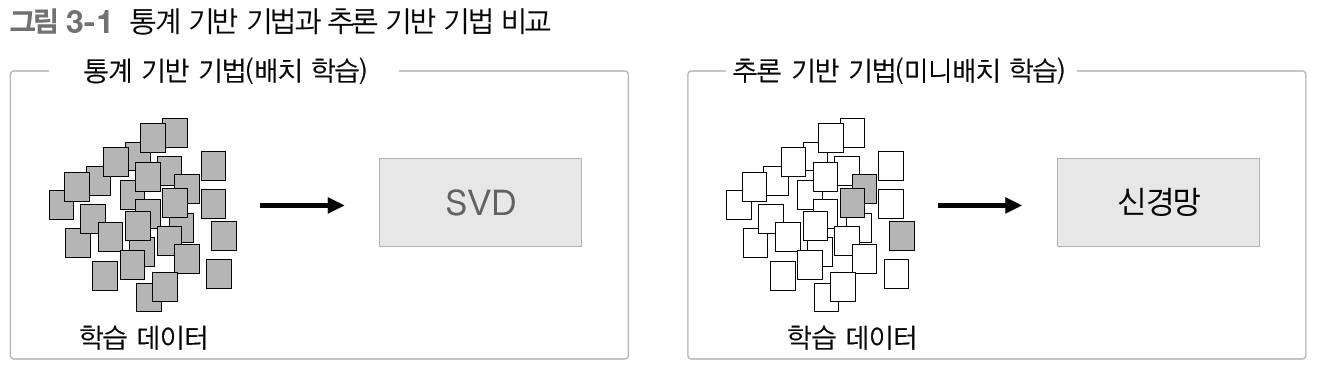 그림 3-1 통계 기반 기법과 추론 기반 기법 비교
통계 기반 기법(배치 학습)
SVD
학습 데이터
추론 기반 기법(미니배치 학습)
신경망
학습 데이터